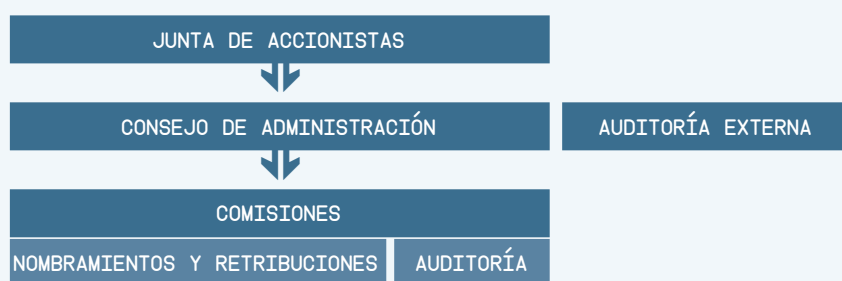 JUNTA DE ACCIONISTAS
CONSEJO DE ADMINISTRACIÓN
AUDITORÍA EXTERNA
COMISIONES
NOMBRAMIENTOS Y RETRIBUCIONES
AUDITORÍA